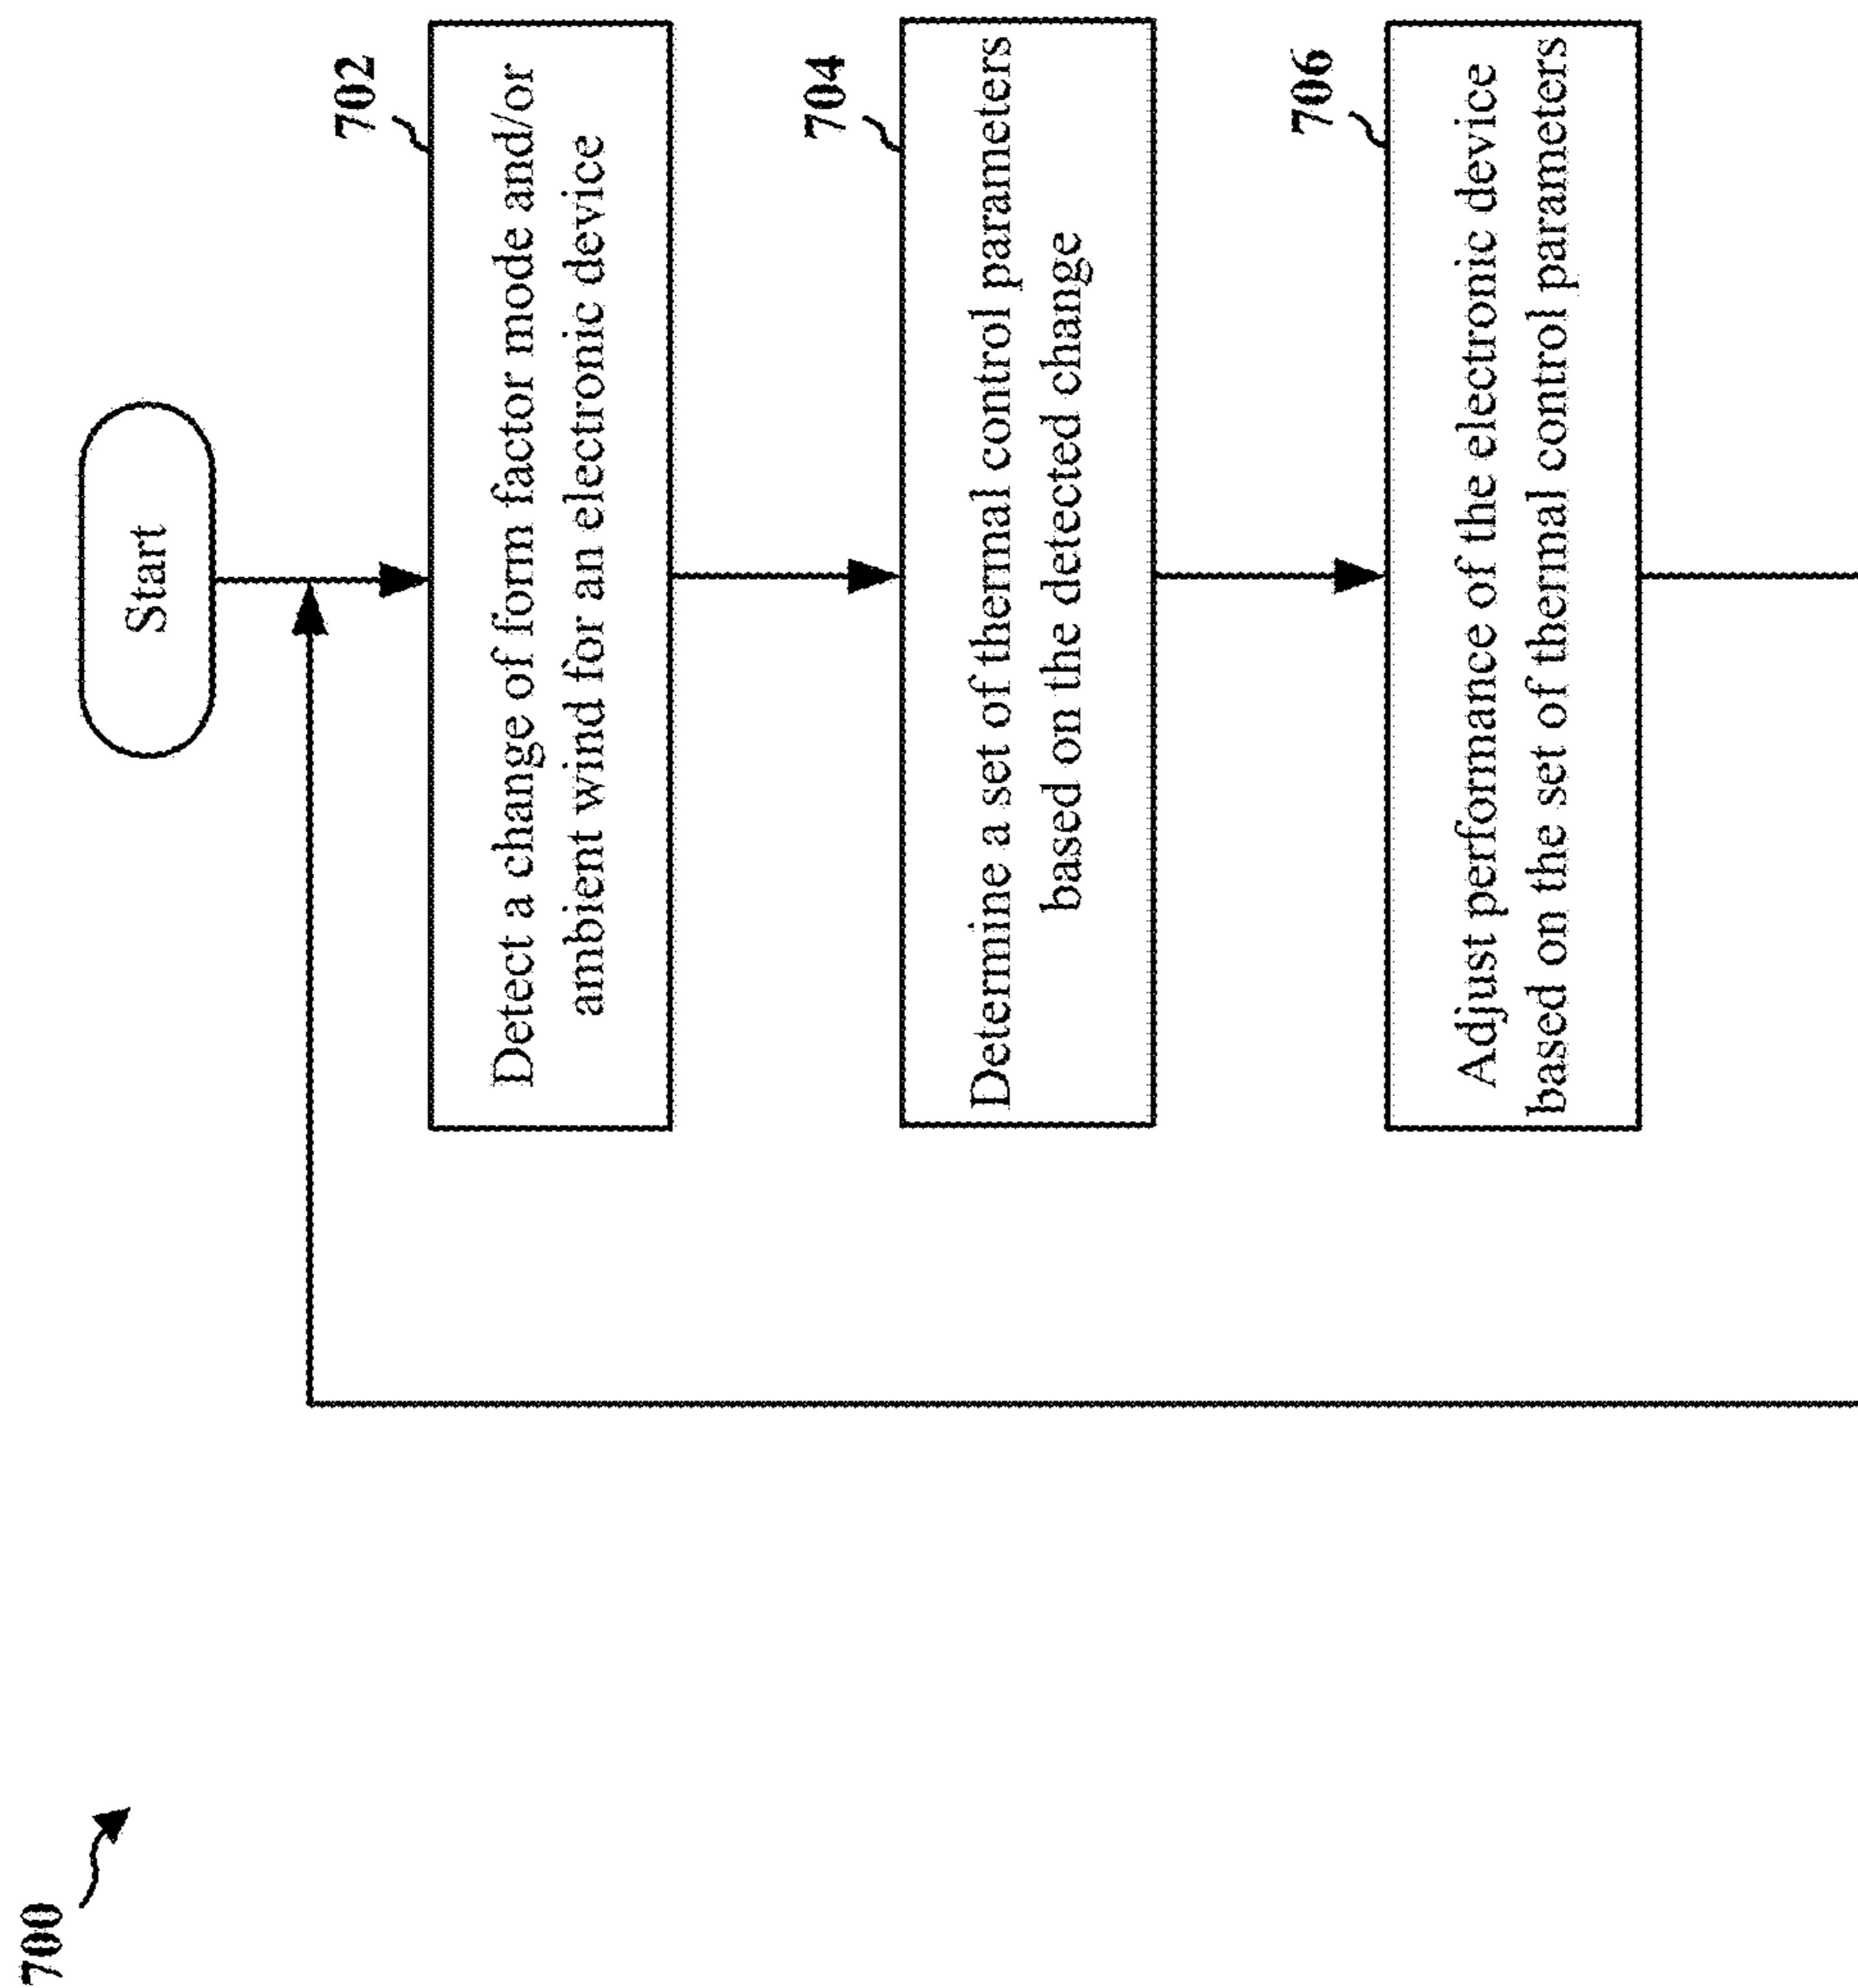 700
Start
702
Detect a change of form factor mode and/or
ambient wind for an electronic device
704
Determine a set of thermal control parameters
based on the detected change
706
Adjust performance of the electronic device
based on the set of thermal control parameters